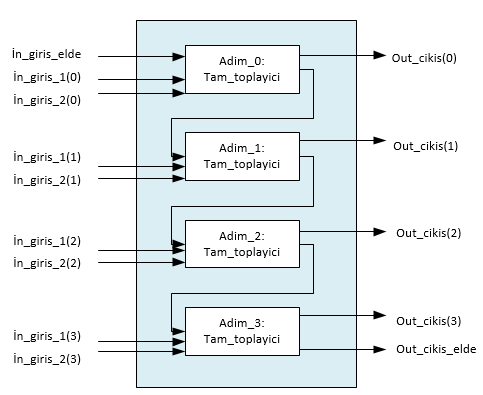 İn_giris_elde
İn_giris_1(0)
İn_giris_2(0)
Adim_0:
Tam_toplayici
Out_cikis(0)
İn_giris_1(1)
İn_giris_2(1)
Adim_1:
Tam_toplayici
Out_cikis(1)
İn_giris_1(2)
İn_giris_2(2)
Adim_2:
Tam_toplayici
Out_cikis(2)
İn_giris_1(3)
İn_giris_2(3)
Adim_3:
Tam_toplayici
Out_cikis(3)
Out_cikis_elde